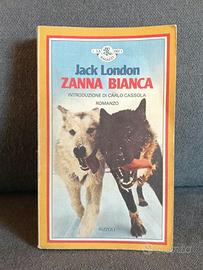 Jack London
ZANNA BIANCA
INTRODUZIONE DI CARLO CASSOLA
ROMANZO
RIZZOLI